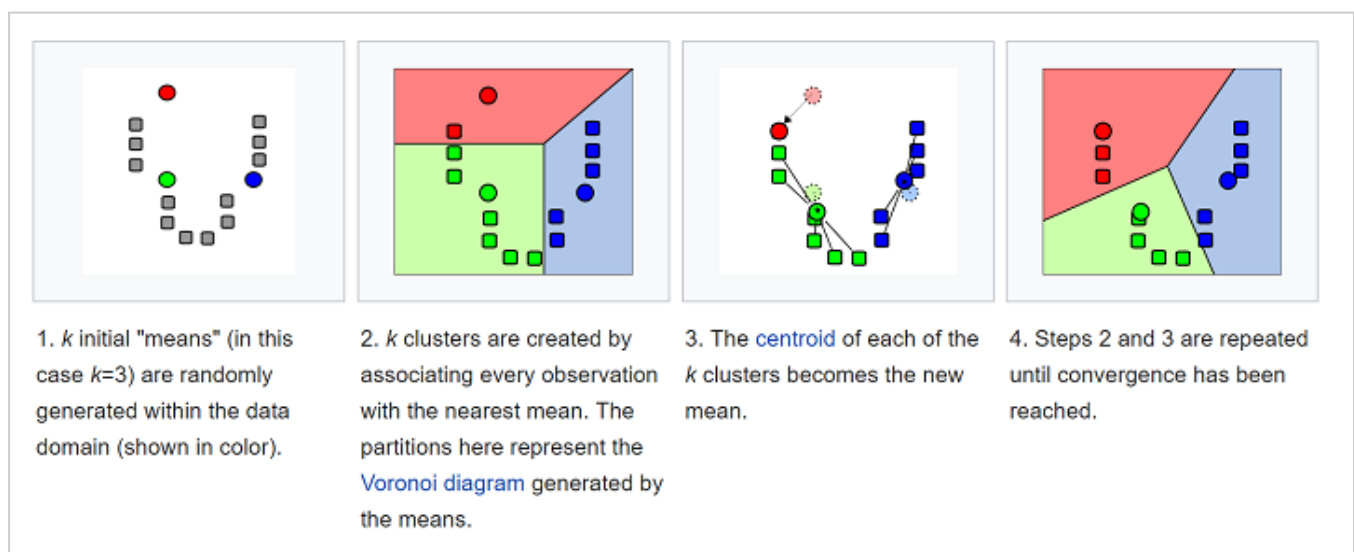 1. k initial "means" (in this
case k=3) are randomly
generated within the data
domain (shown in color).
2. k clusters are created by
associating every observation
with the nearest mean. The
partitions here represent the
Voronoi diagram generated by
the means.
3. The centroid of each of the
k clusters becomes the new
mean.
4. Steps 2 and 3 are repeated
until convergence has been
reached.